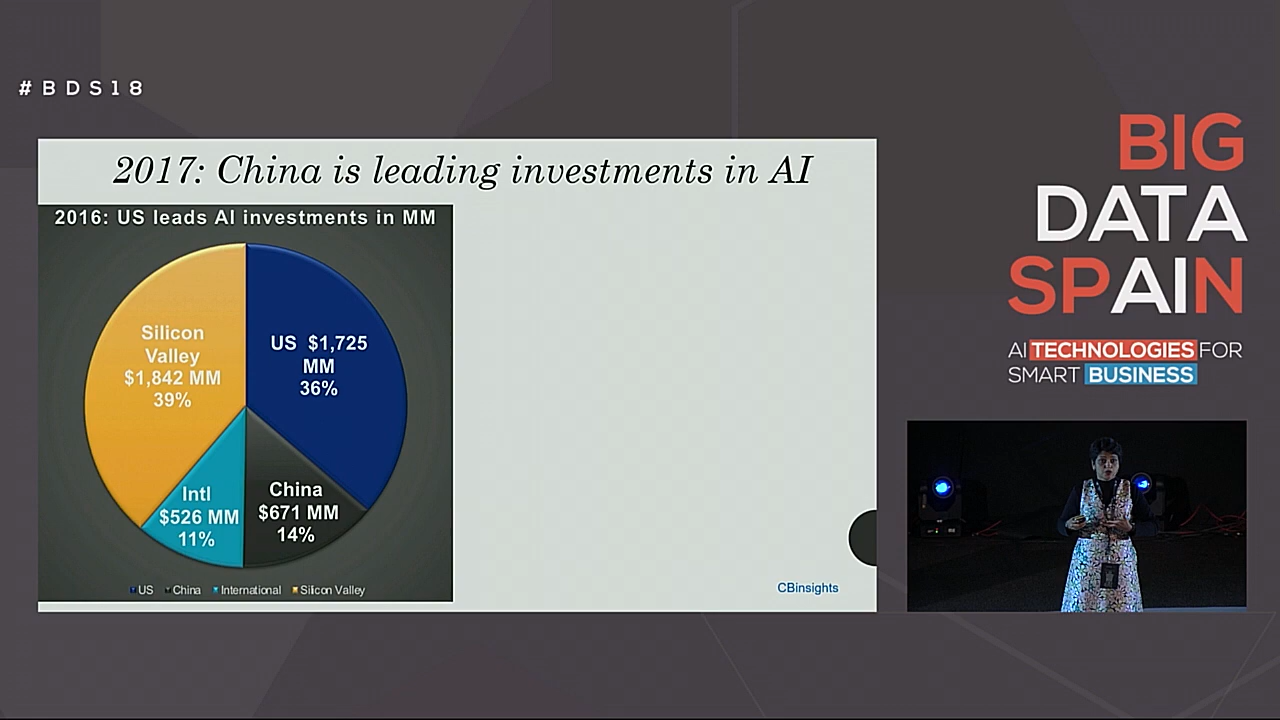 #BDS18
2017: China is leading investments in AI
2016: US leads AI investments in MM
Silicon
Valley
$1,842 MM
39%
US $1,725
MM
36%
Intl
$526 MM
11%
China
$671 MM
14%
US China International Silicon Valley
CBinsights
BIG
DATA
SPAIN
AI TECHNOLOGIES FOR
SMART BUSINESS